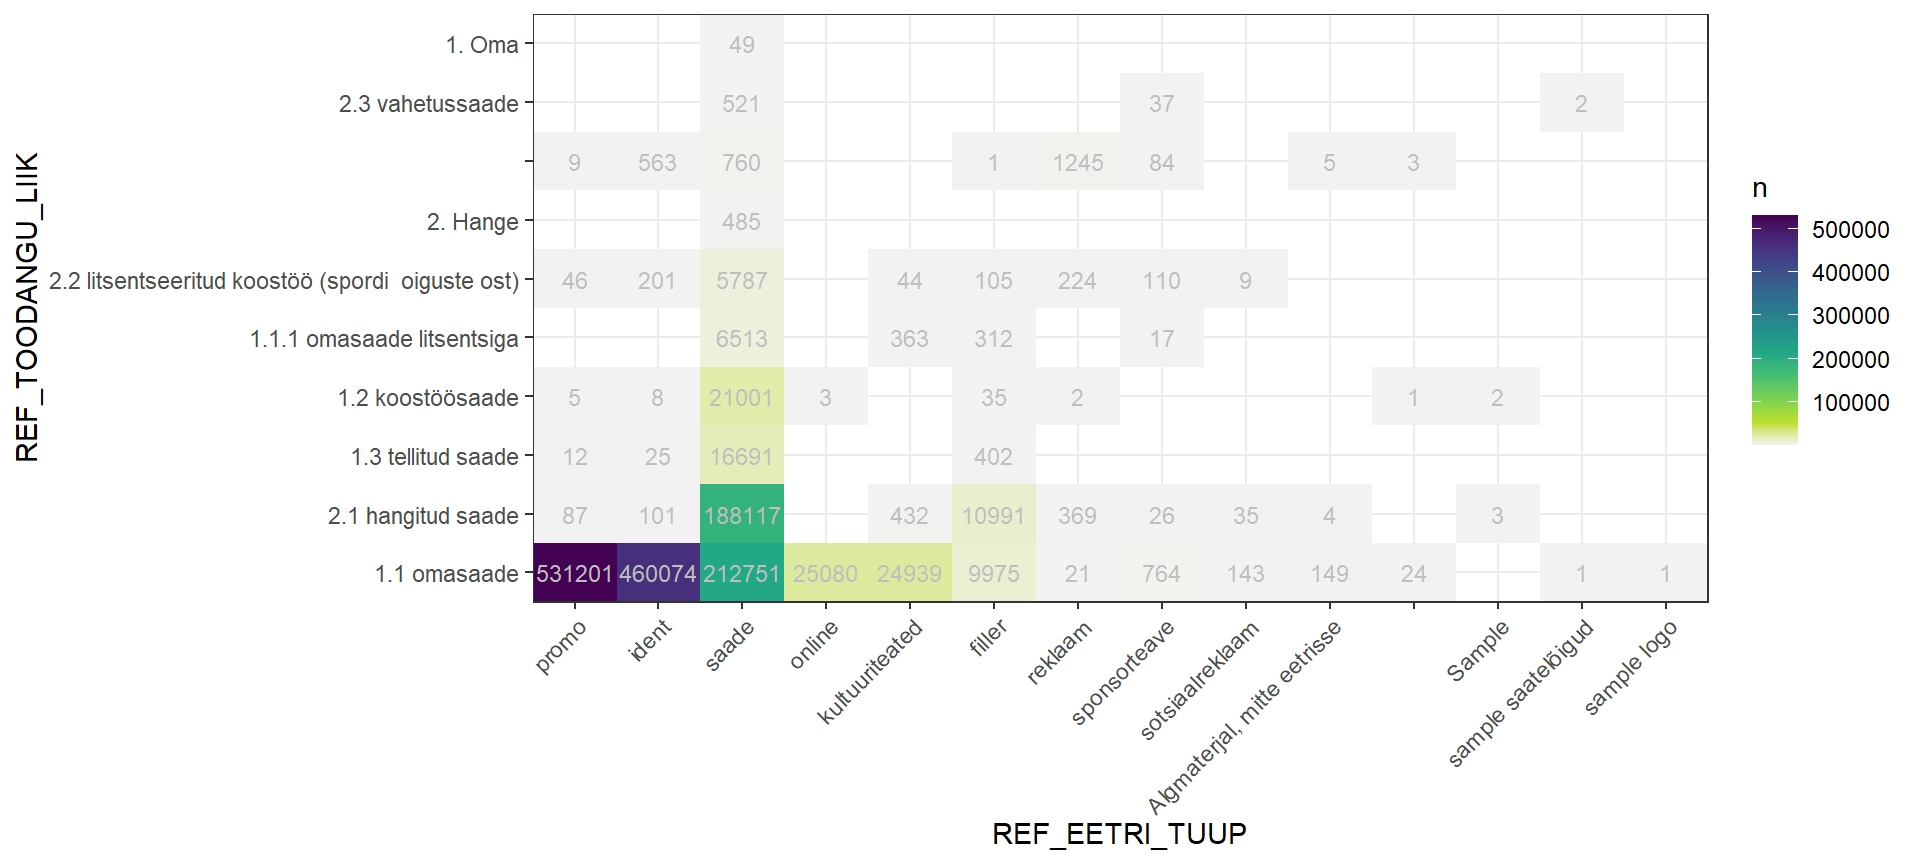 1. Oma 49
2.3 vahetussaade 521 37 2
9 563 760 1 1245 84 5 3
2. Hange 485
2.2 litsentseeritud koostöö (spordi  oiguste ost) 46 201 5787 44 105 224 110 9
1.1.1 omasaade litsentsiga 6513 363 312 17
1.2 koostöösaade 5 8 21001 3 35 2 1 2
1.3 tellitud saade 12 25 16691 402
2.1 hangitud saade 87 101 188117 432 10991 369 26 35 4 3
1.1 omasaade 531201 460074 212751 25080 24939 9975 21 764 143 149 24 1 1
REF_TOODANGU_LIIK
promo
ident
saade
online
kultuuriteated
filler
reklaam
sponsorteave
sotsiaalreklaam
Algmaterjal, mitte eetrisse
Sample
sample saatelõigud
sample logo
REF_EETRI_TUUP
n
500000
400000
300000
200000
100000